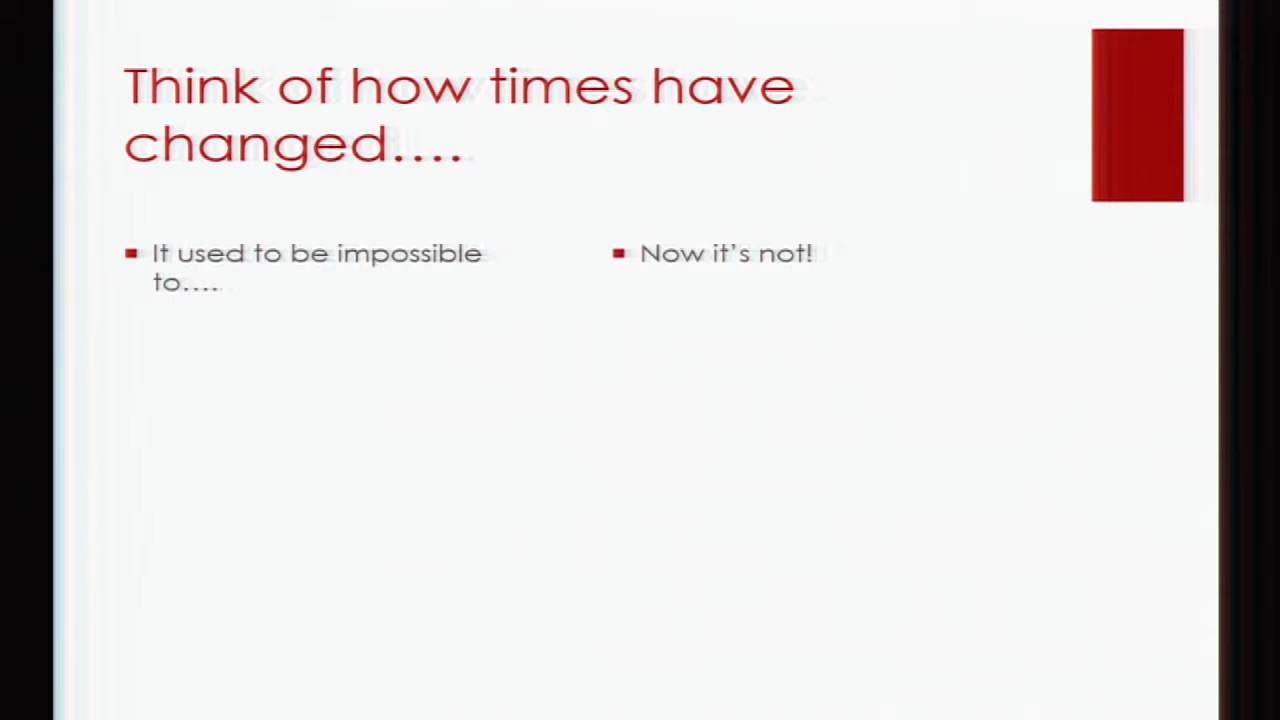 Think of how times have
changed....
It used to be impossible
to....
Now it's not!